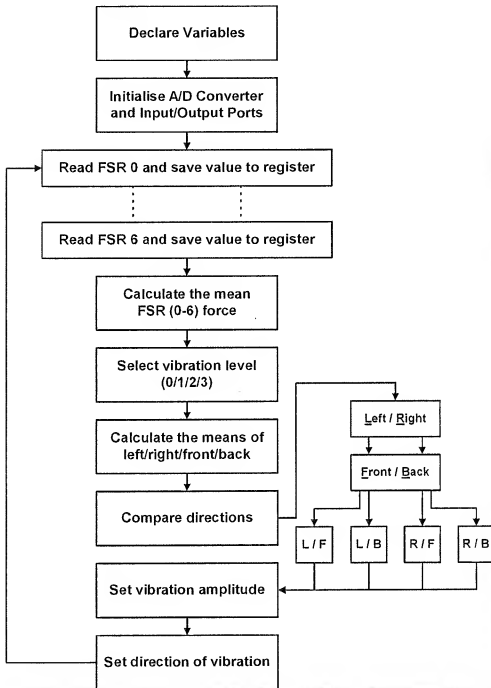 Declare Variables
Initialise A/D Converter
and Input/Output Ports
Read FSR 0 and save value to register
Read FSR 6 and save value to register
Calculate the mean
FSR (0-6) force
Select vibration level
(0/1/2/3)
Calculate the means of
left/right/front/back
Compare directions
Left / Right
Front / Back
L / F
L / B
R / F
R / B
Set vibration amplitude
Set direction of vibration